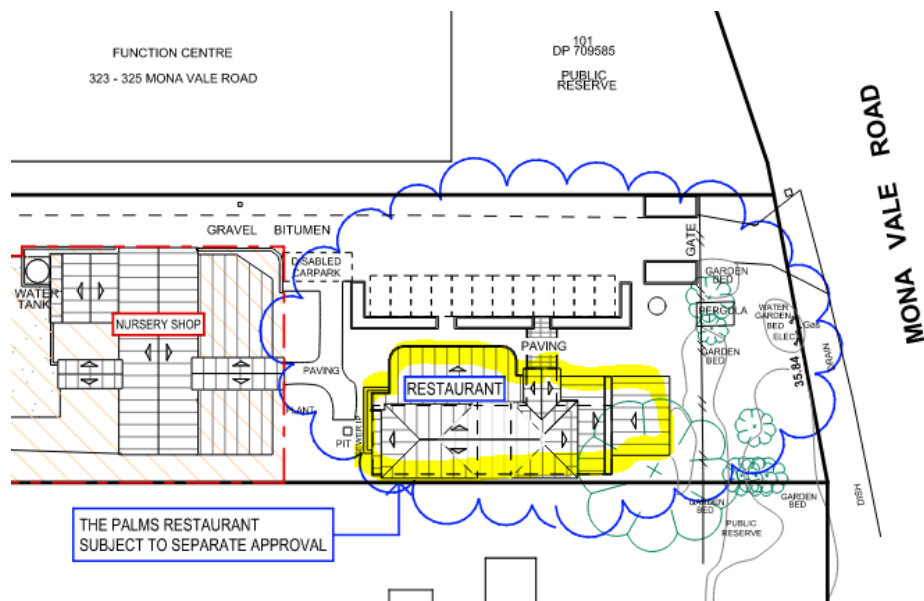 FUNCTION CENTRE
323 - 325 MONA VALE ROAD
101
DP 709585
PUBLIC
RESERVE
MONA VALE ROAD
GRAVEL BITUMEN
GATE
DISABLED
CARPARK
GARDEN
BED
WATER
TANK
NURSERY SHOP
PERGOLA
WATER
GARDEN
BED
ELEC
Gas
DRAIN
35.84
PAVING
GARDEN
BED
PAVING
RESTAURANT
PLANT
PIT
GARDEN
BED
GARDEN
BED
DISH
PUBLIC
RESERVE
THE PALMS RESTAURANT
SUBJECT TO SEPARATE APPROVAL